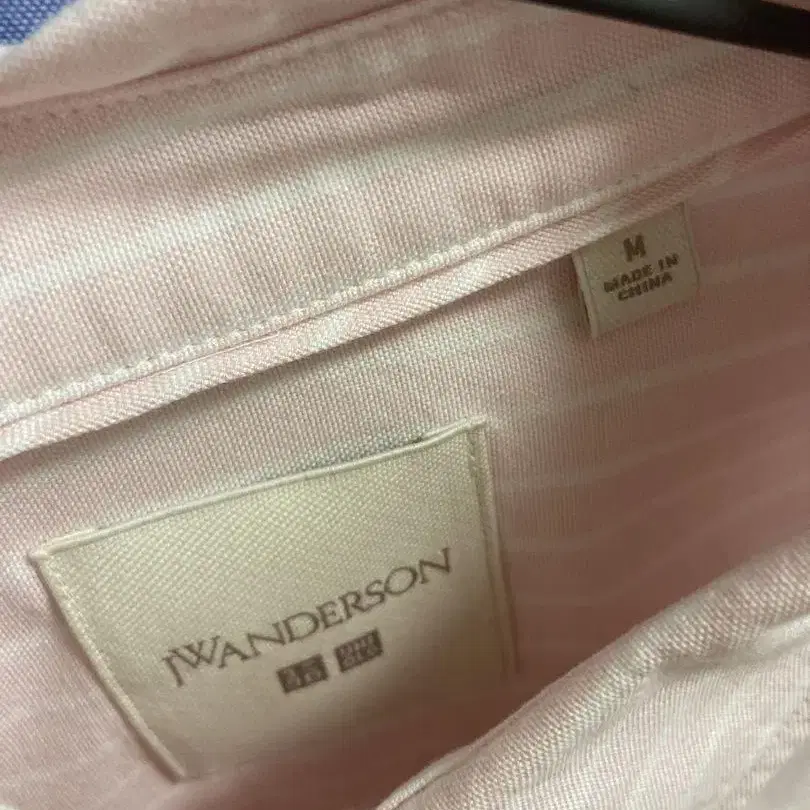 M
MADE IN
CHINA
JWANDERSON
ユニ クロ UNI QLO